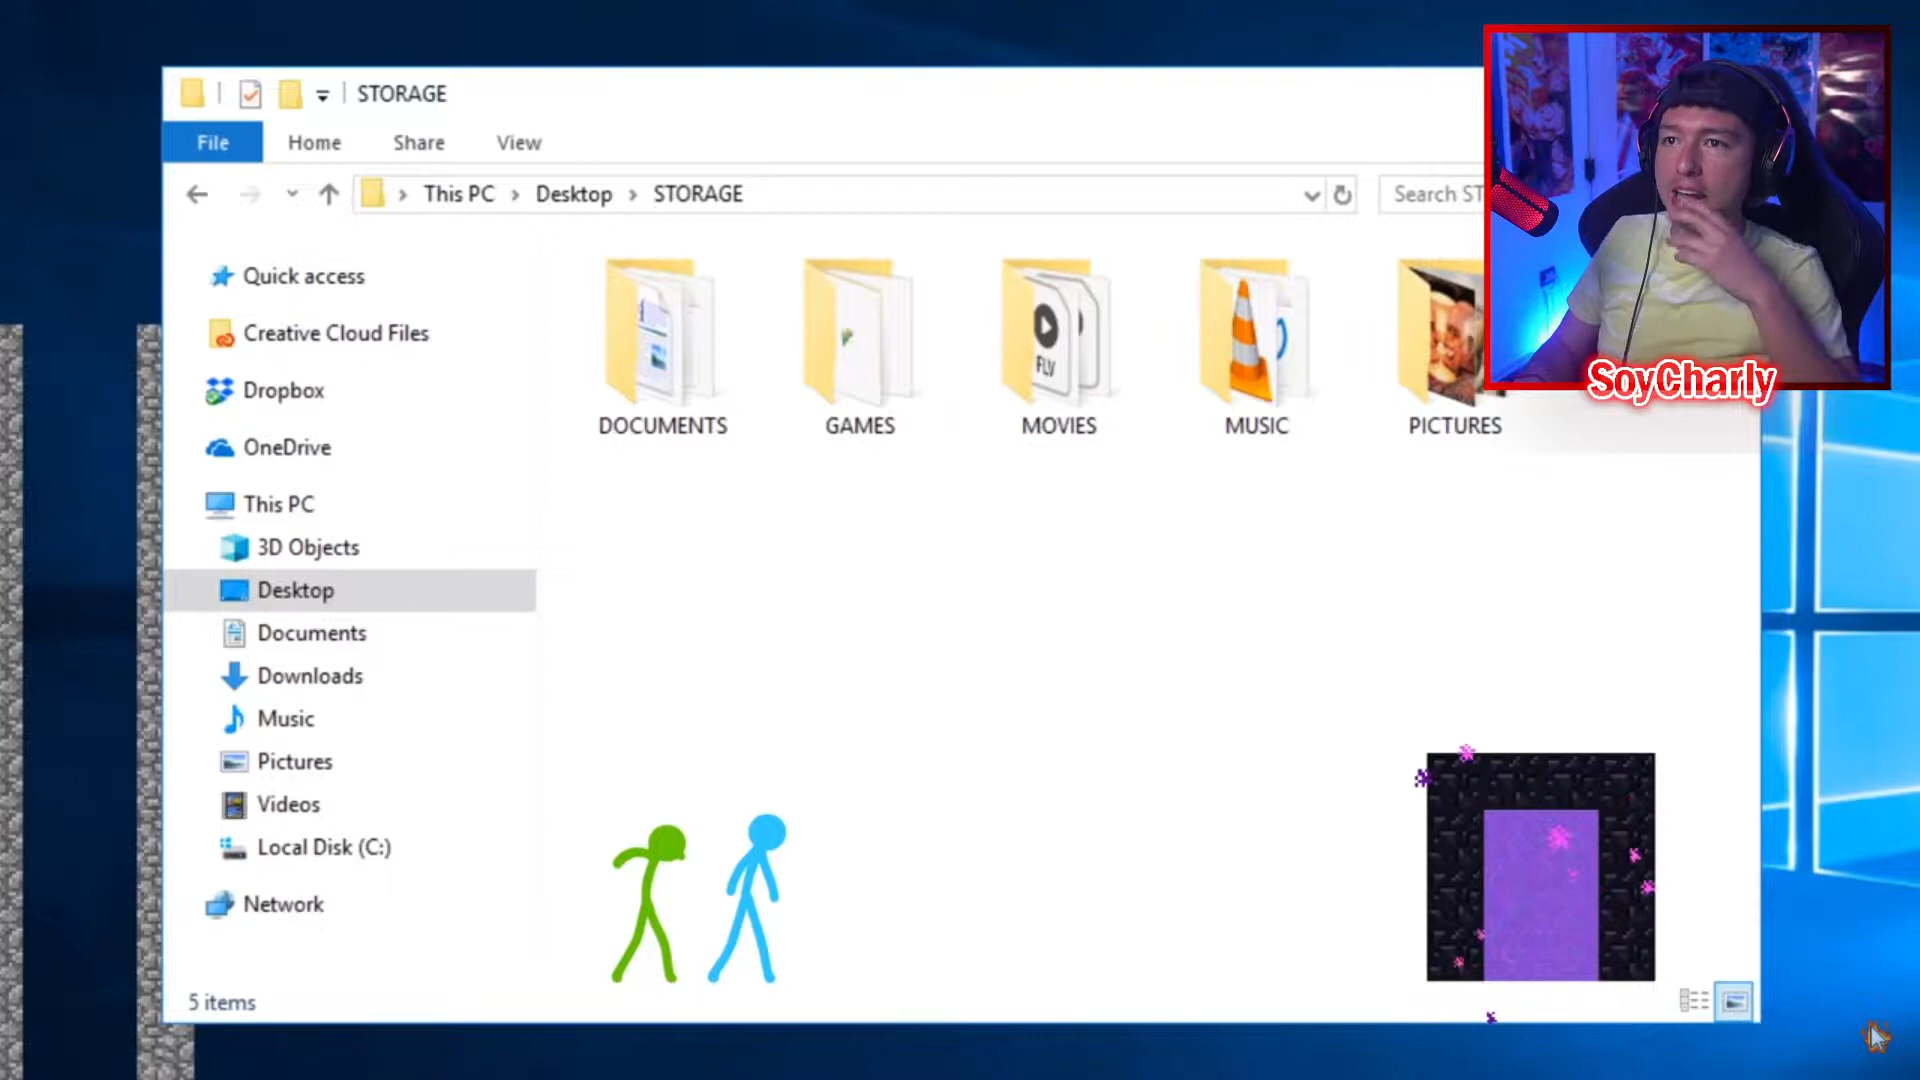 STORAGE
File Home Share View
This PC Desktop STORAGE
Search ST
Quick access
Creative Cloud Files
Dropbox
OneDrive
This PC
3D Objects
Desktop
Documents
Downloads
Music
Pictures
Videos
Local Disk (C:)
Network
FLV
DOCUMENTS GAMES MOVIES MUSIC PICTURES
SoyCharly
5 items